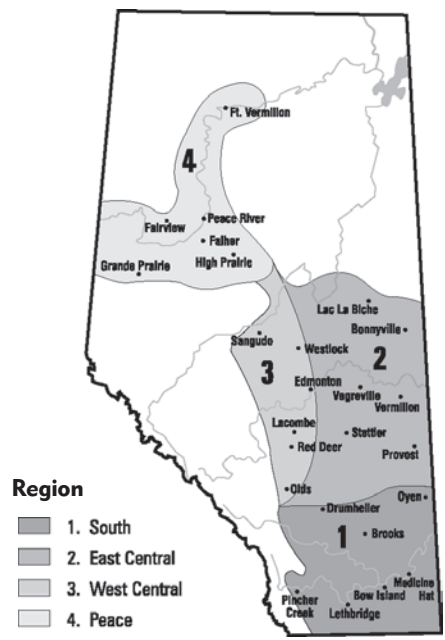 Ft. Vermilion
4
Peace River
Fairview
Falher
High Prairie
Grande Prairie
Lac La Biche
Bonnyville
Sangudo
Westlock
2
3
Edmonton
Vegreville
Vermilion
Lacombe
Stettler
Red Deer
Provost
Olds
Oyen
Drumheller
1
Brooks
Medicine
Hat
Pincher
Creek
Bow Island
Lethbridge
Region
1. South
2. East Central
3. West Central
4. Peace